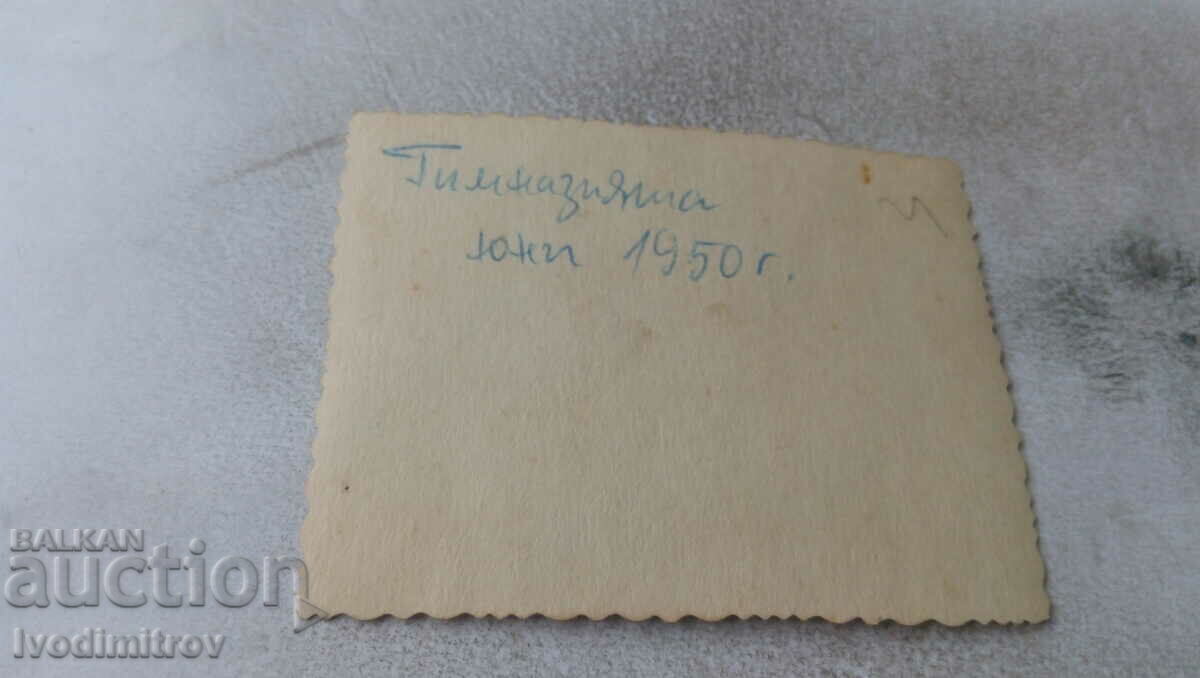 Гимназията
юни 1950 г.
BALKAN
auction
Ivodimitrov